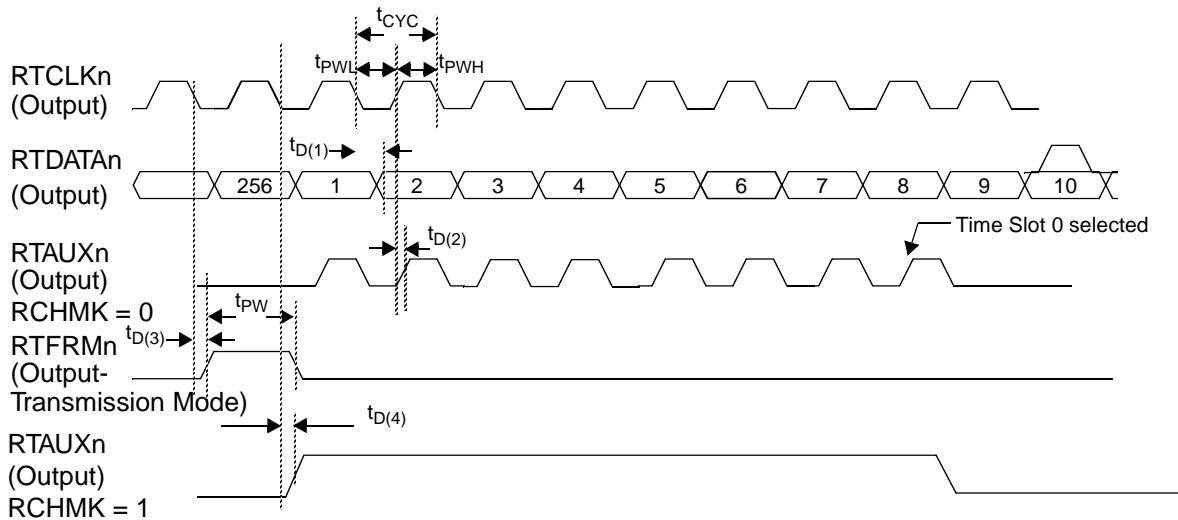 tCYC
RTCLKn
(Output)
tPWL
tPWH
tD(1)
RTDATAn
(Output)
256 1 2 3 4 5 6 7 8 9 10
Time Slot 0 selected
tD(2)
RTAUXn
(Output)
RCHMK = 0
tPW
tD(3)
RTFRMn
(Output-
Transmission Mode)
tD(4)
RTAUXn
(Output)
RCHMK = 1